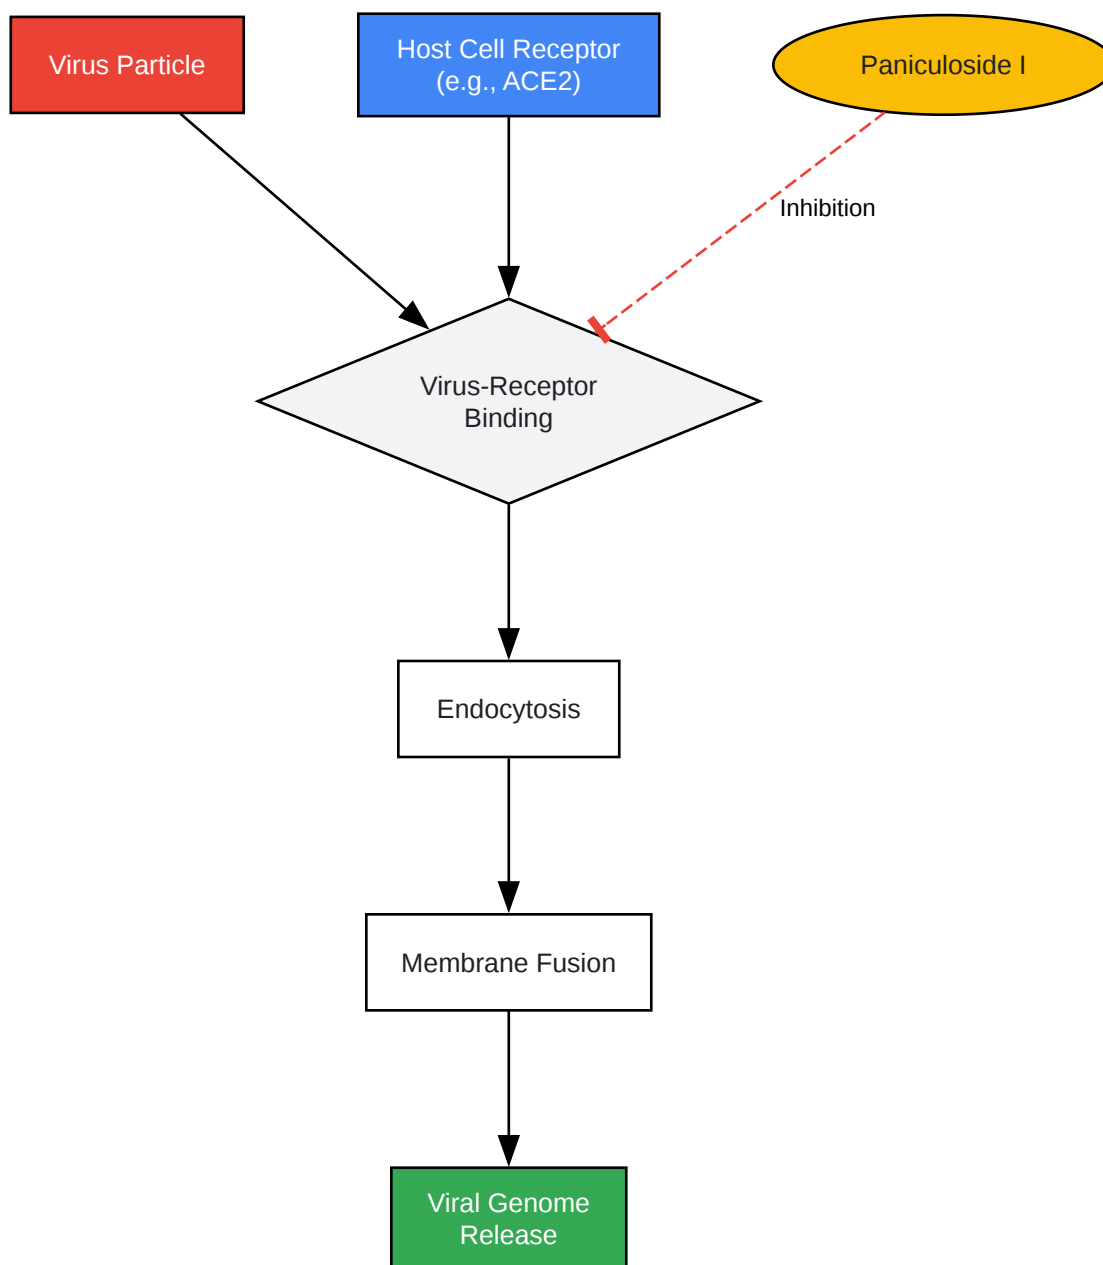 Virus Particle
Host Cell Receptor
(e.g., ACE2)
Paniculoside I
Inhibition
Virus-Receptor
Binding
Endocytosis
Membrane Fusion
Viral Genome
Release